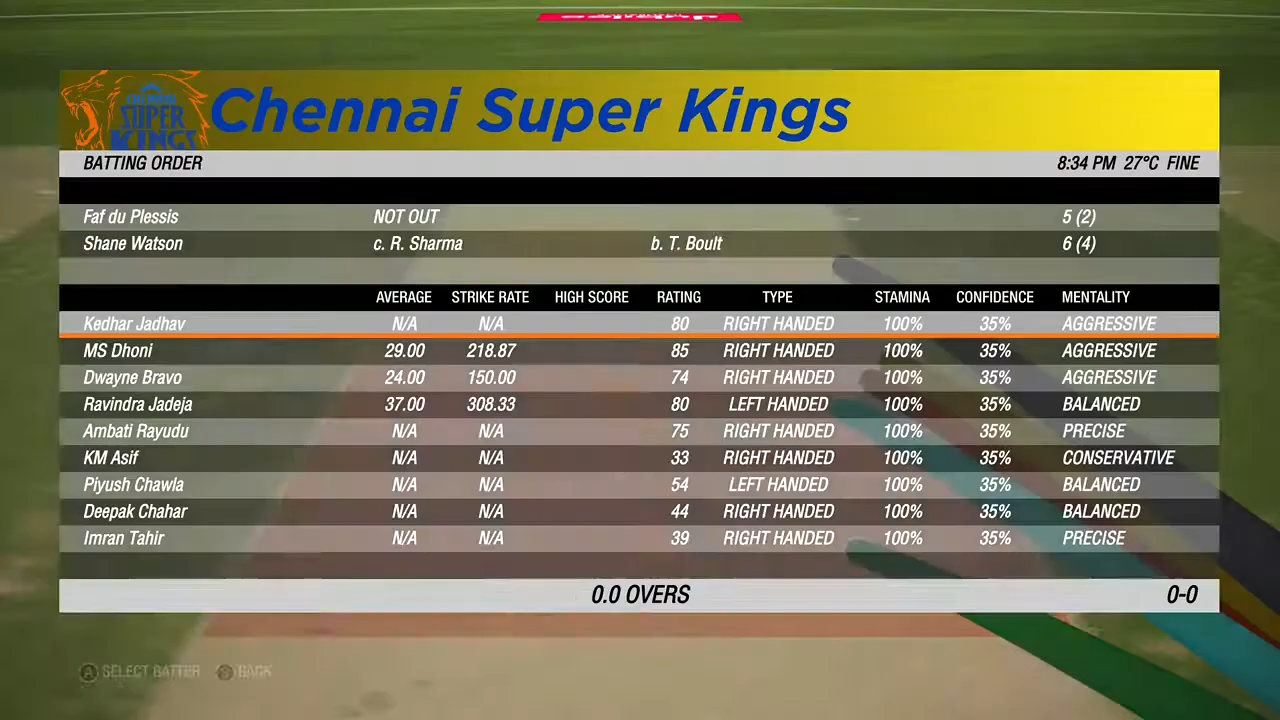 CHENNAI
SUPER
KINGS
Chennai Super Kings
BATTING ORDER 8:34 PM 27°C FINE
Faf du Plessis NOT OUT 5 (2)
Shane Watson c. R. Sharma b. T. Boult 6 (4)
AVERAGE STRIKE RATE HIGH SCORE RATING TYPE STAMINA CONFIDENCE MENTALITY
Kedhar Jadhav N/A N/A 80 RIGHT HANDED 100% 35% AGGRESSIVE
MS Dhoni 29.00 218.87 85 RIGHT HANDED 100% 35% AGGRESSIVE
Dwayne Bravo 24.00 150.00 74 RIGHT HANDED 100% 35% AGGRESSIVE
Ravindra Jadeja 37.00 308.33 80 LEFT HANDED 100% 35% BALANCED
Ambati Rayudu N/A N/A 75 RIGHT HANDED 100% 35% PRECISE
KM Asif N/A N/A 33 RIGHT HANDED 100% 35% CONSERVATIVE
Piyush Chawla N/A N/A 54 LEFT HANDED 100% 35% BALANCED
Deepak Chahar N/A N/A 44 RIGHT HANDED 100% 35% BALANCED
Imran Tahir N/A N/A 39 RIGHT HANDED 100% 35% PRECISE
0.0 OVERS 0-0
A SELECT BATTER B BACK